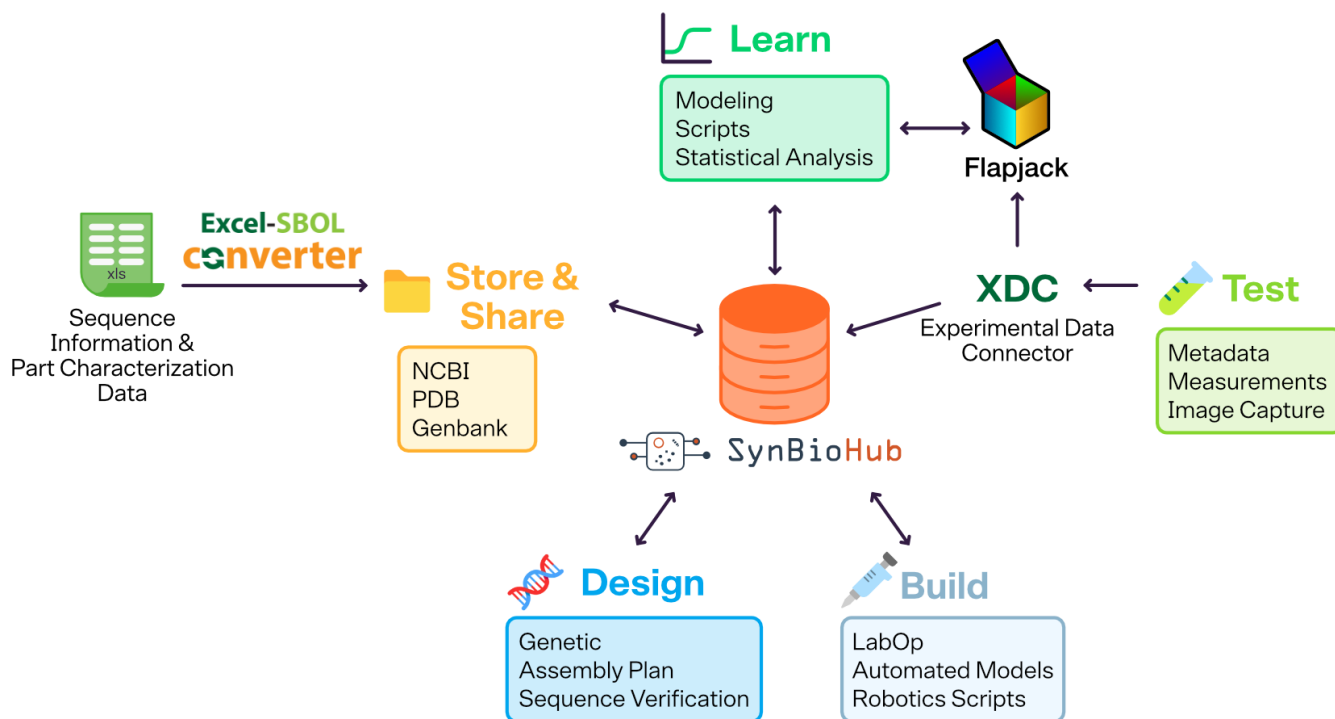 Learn
Modeling
Scripts
Statistical Analysis
Flapjack
xls
Sequence
Information &
Part Characterization
Data
Excel-SBOL
converter
Store &
Share
NCBI
PDB
Genbank
SynBioHub
XDC
Experimental Data
Connector
Test
Metadata
Measurements
Image Capture
Design
Genetic
Assembly Plan
Sequence Verification
Build
LabOp
Automated Models
Robotics Scripts